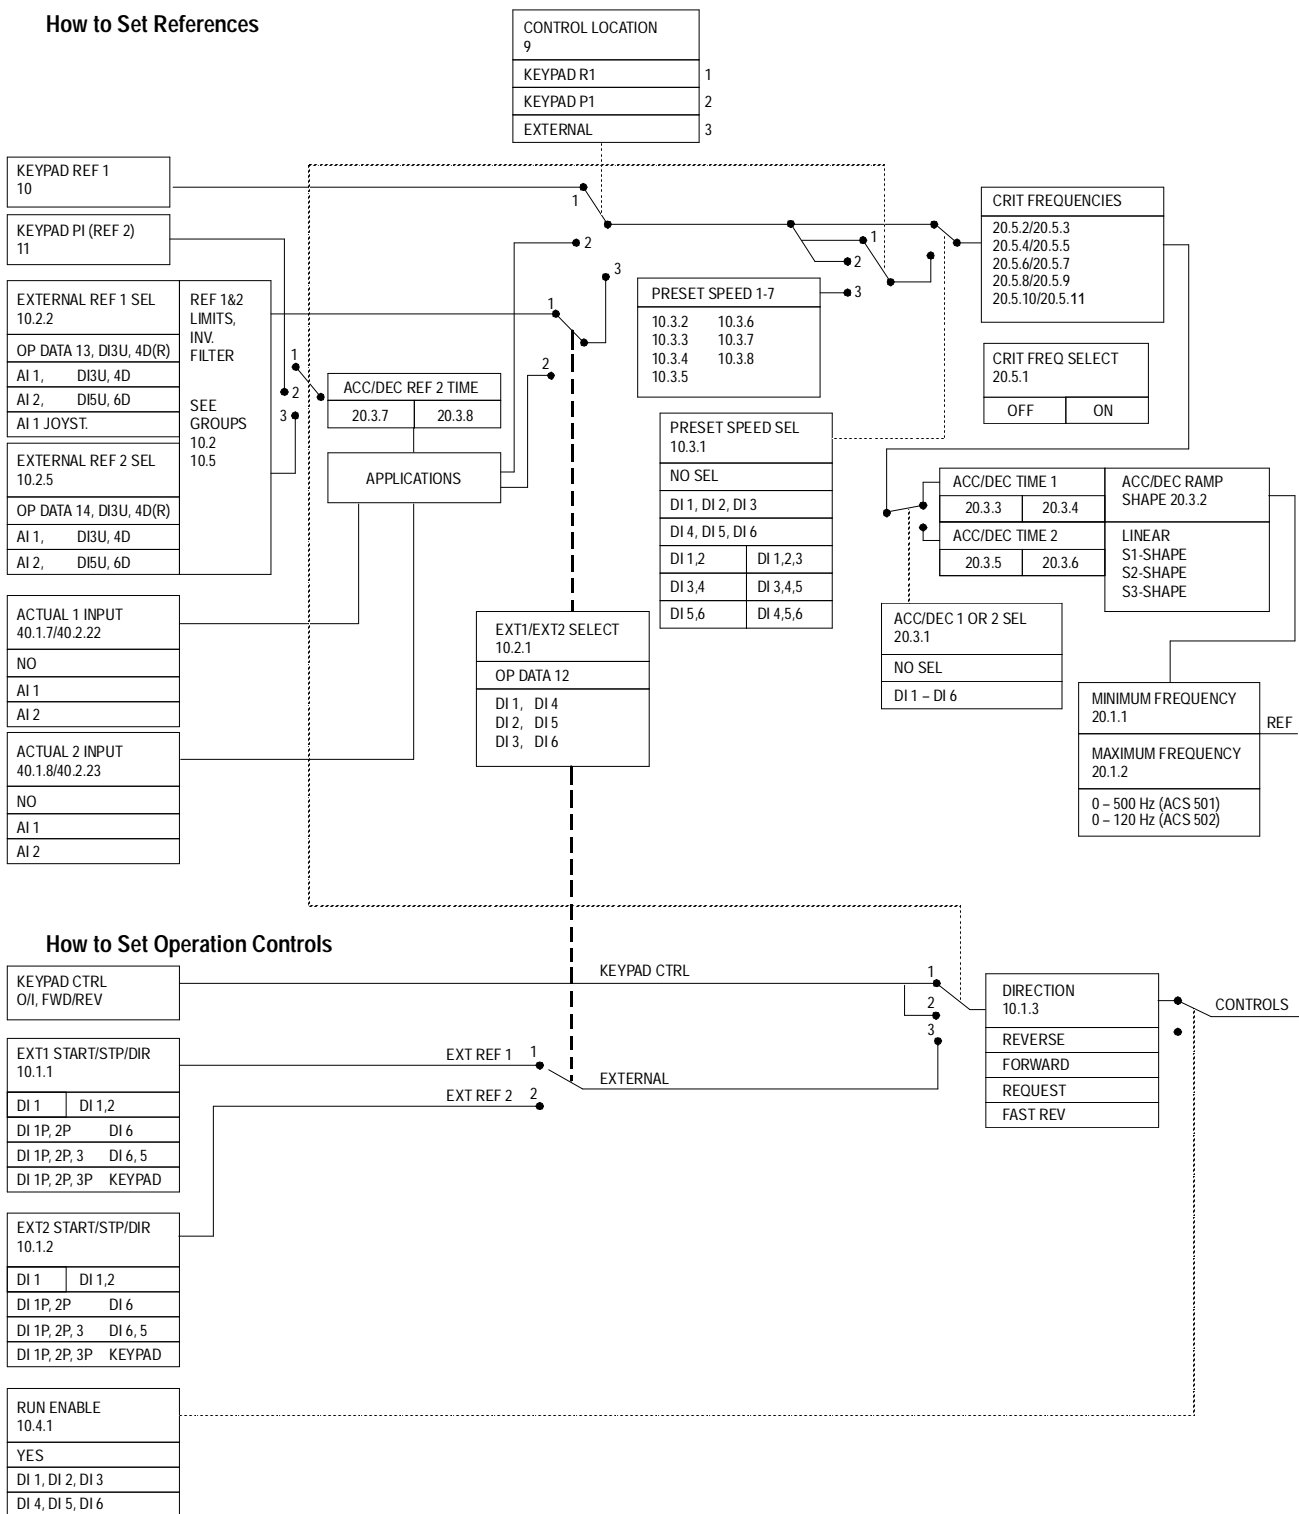 How to Set References
CONTROL LOCATION
9
KEYPAD R1
1
KEYPAD P1
2
EXTERNAL
3
KEYPAD REF 1
10
KEYPAD PI (REF 2)
11
EXTERNAL REF 1 SEL
10.2.2
OP DATA 13, DI3U, 4D(R)
AI 1, DI3U, 4D
AI 2, DI5U, 6D
AI 1 JOYST.
EXTERNAL REF 2 SEL
10.2.5
OP DATA 14, DI3U, 4D(R)
AI 1, DI3U, 4D
AI 2, DI5U, 6D
REF 1&2
LIMITS,
INV.
FILTER
SEE
GROUPS
10.2
10.5
1
2
3
ACC/DEC REF 2 TIME
20.3.7 20.3.8
APPLICATIONS
1
2
3
1
2
1
2
3
PRESET SPEED 1-7
10.3.2 10.3.6
10.3.3 10.3.7
10.3.4 10.3.8
10.3.5
PRESET SPEED SEL
10.3.1
NO SEL
DI 1, DI 2, DI 3
DI 4, DI 5, DI 6
DI 1,2 DI 1,2,3
DI 3,4 DI 3,4,5
DI 5,6 DI 4,5,6
CRIT FREQUENCIES
20.5.2/20.5.3
20.5.4/20.5.5
20.5.6/20.5.7
20.5.8/20.5.9
20.5.10/20.5.11
CRIT FREQ SELECT
20.5.1
OFF ON
ACC/DEC TIME 1
20.3.3 20.3.4
ACC/DEC TIME 2
20.3.5 20.3.6
ACC/DEC RAMP
SHAPE 20.3.2
LINEAR
S1-SHAPE
S2-SHAPE
S3-SHAPE
ACC/DEC 1 OR 2 SEL
20.3.1
NO SEL
DI 1 – DI 6
MINIMUM FREQUENCY
20.1.1
REF
MAXIMUM FREQUENCY
20.1.2
0 – 500 Hz (ACS 501)
0 – 120 Hz (ACS 502)
ACTUAL 1 INPUT
40.1.7/40.2.22
NO
AI 1
AI 2
ACTUAL 2 INPUT
40.1.8/40.2.23
NO
AI 1
AI 2
EXT1/EXT2 SELECT
10.2.1
OP DATA 12
DI 1, DI 4
DI 2, DI 5
DI 3, DI 6
How to Set Operation Controls
KEYPAD CTRL
O/I, FWD/REV
KEYPAD CTRL
1
2
3
EXT1 START/STP/DIR
10.1.1
DI 1 DI 1,2
DI 1P, 2P DI 6
DI 1P, 2P, 3 DI 6, 5
DI 1P, 2P, 3P KEYPAD
EXT REF 1 1
EXT REF 2 2
EXTERNAL
DIRECTION
10.1.3
REVERSE
FORWARD
REQUEST
FAST REV
CONTROLS
EXT2 START/STP/DIR
10.1.2
DI 1 DI 1,2
DI 1P, 2P DI 6
DI 1P, 2P, 3 DI 6, 5
DI 1P, 2P, 3P KEYPAD
RUN ENABLE
10.4.1
YES
DI 1, DI 2, DI 3
DI 4, DI 5, DI 6